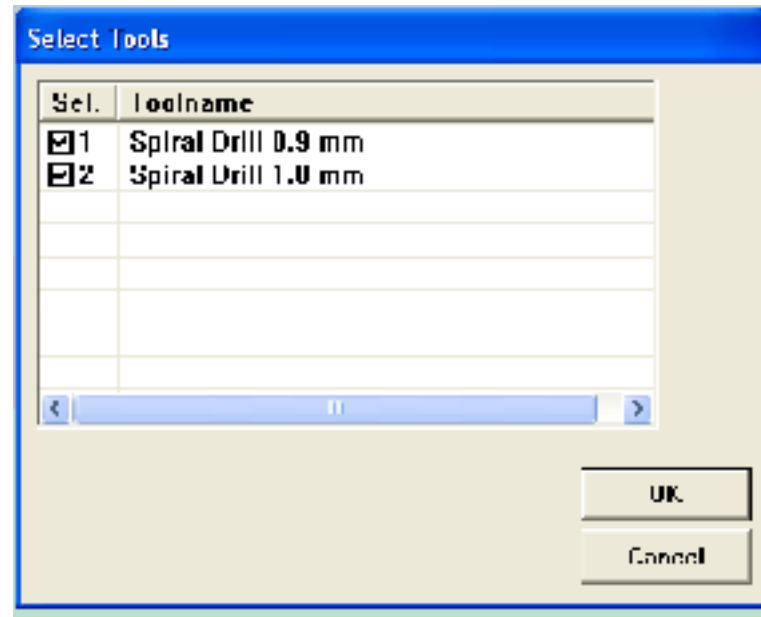 Select Tools
Sel. Toolname
1 Spiral Drill 0.9 mm
2 Spiral Drill 1.0 mm
OK
Cancel